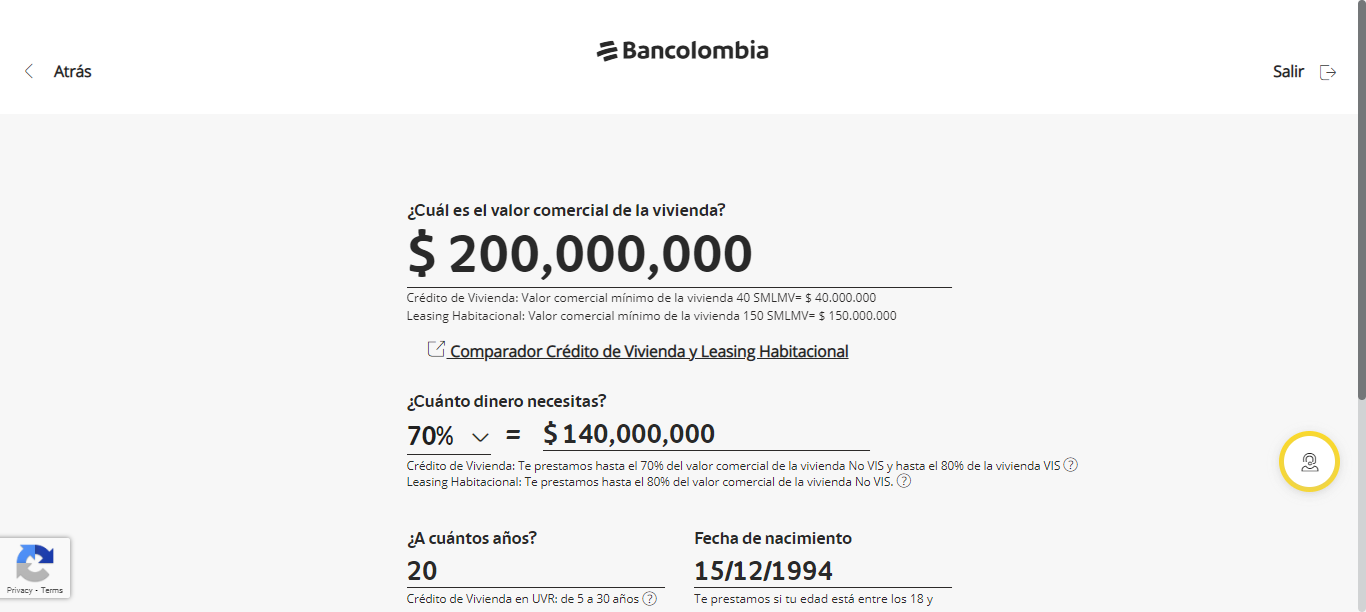 Bancolombia
Atrás
Salir
¿Cuál es el valor comercial de la vivienda?
$ 200,000,000
Crédito de Vivienda: Valor comercial mínimo de la vivienda 40 SMLMV= $ 40.000.000
Leasing Habitacional: Valor comercial mínimo de la vivienda 150 SMLMV= $ 150.000.000
Comparador Crédito de Vivienda y Leasing Habitacional
¿Cuánto dinero necesitas?
70% = $ 140,000,000
Crédito de Vivienda: Te prestamos hasta el 70% del valor comercial de la vivienda No VIS y hasta el 80% de la vivienda VIS ?
Leasing Habitacional: Te prestamos hasta el 80% del valor comercial de la vivienda No VIS. ?
¿A cuántos años?
20
Crédito de Vivienda en UVR: de 5 a 30 años ?
Fecha de nacimiento
15/12/1994
Te prestamos si tu edad está entre los 18 y
Privacy - Terms